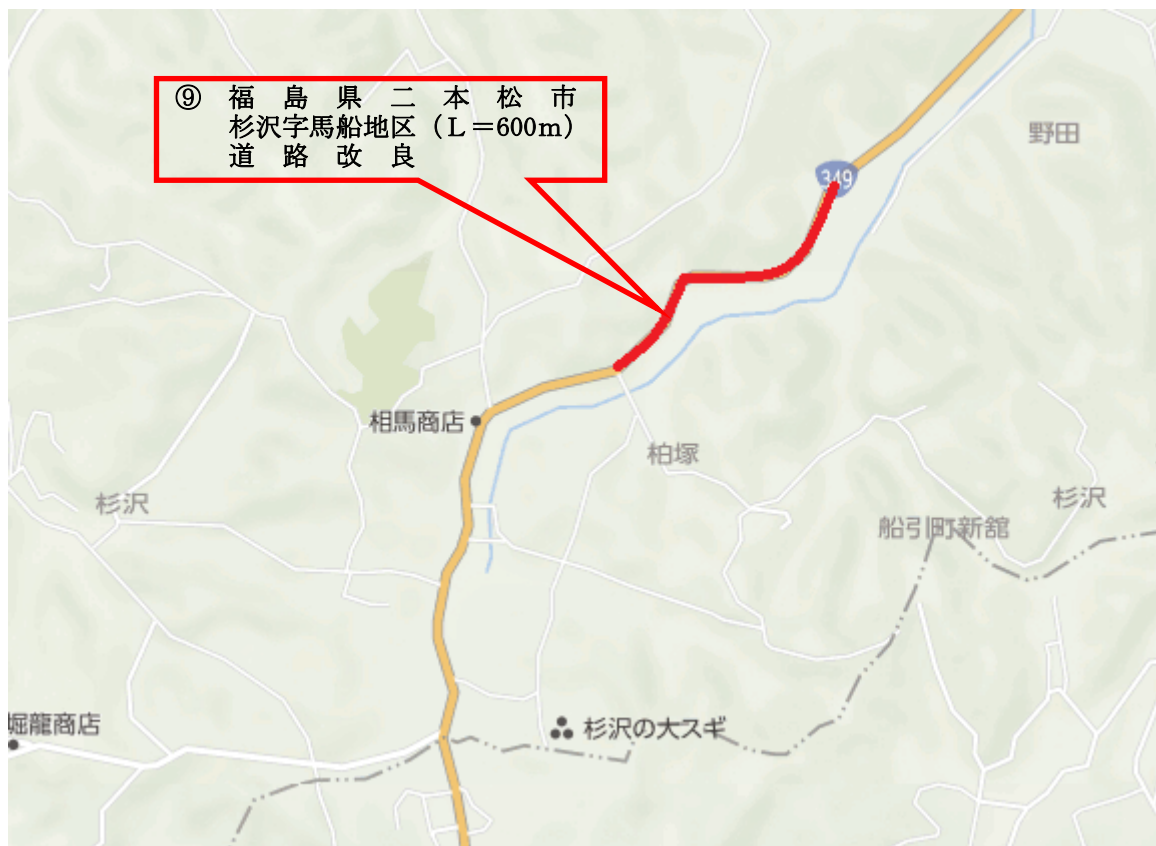 ⑨ 福島県二本松市
杉沢字馬船地区（L＝600m）
道路改良
野田
349
相馬商店
柏塚
杉沢
杉沢
船引町新舘
堀龍商店
杉沢の大スギ